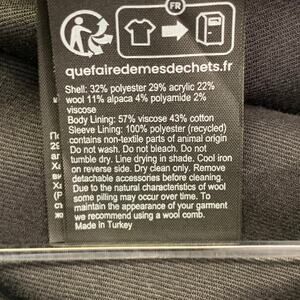 FR
quefairedemesdechets.fr
Shell: 32% polyester 29% acrylic 22%
wool 11% alpaca 4% polyamide 2%
viscose
Body Lining: 57% viscose 43% cotton
Sleeve Lining: 100% polyester (recycled)
contains non-textile parts of animal origin
Do not wash. Do not bleach. Do not
tumble dry. Line drying in shade. Cool iron
on reverse side. Dry clean only. Remove
detachable accessories before cleaning.
Due to the natural characteristics of wool
some pilling may occur over time. To
maintain the appearance of your garment
we recommend using a wool comb.
Made in Turkey